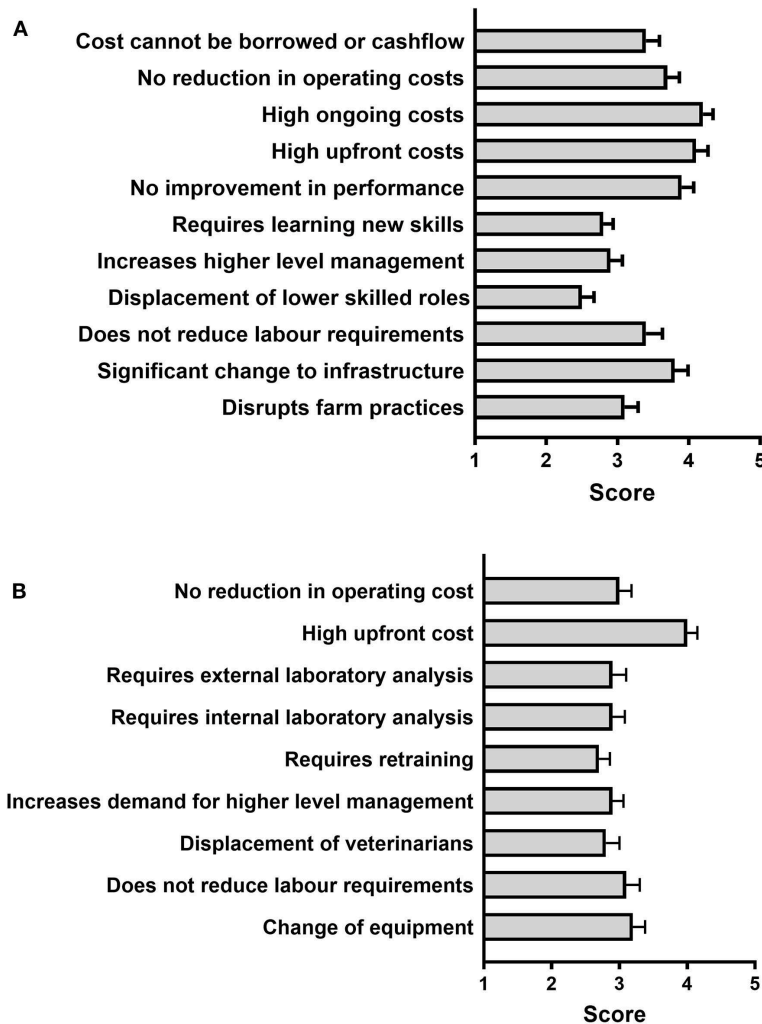 A
Cost cannot be borrowed or cashflow
No reduction in operating costs
High ongoing costs
High upfront costs
No improvement in performance
Requires learning new skills
Increases higher level management
Displacement of lower skilled roles
Does not reduce labour requirements
Significant change to infrastructure
Disrupts farm practices
1 2 3 4 5
Score
B
No reduction in operating cost
High upfront cost
Requires external laboratory analysis
Requires internal laboratory analysis
Requires retraining
Increases demand for higher level management
Displacement of veterinarians
Does not reduce labour requirements
Change of equipment
1 2 3 4 5
Score